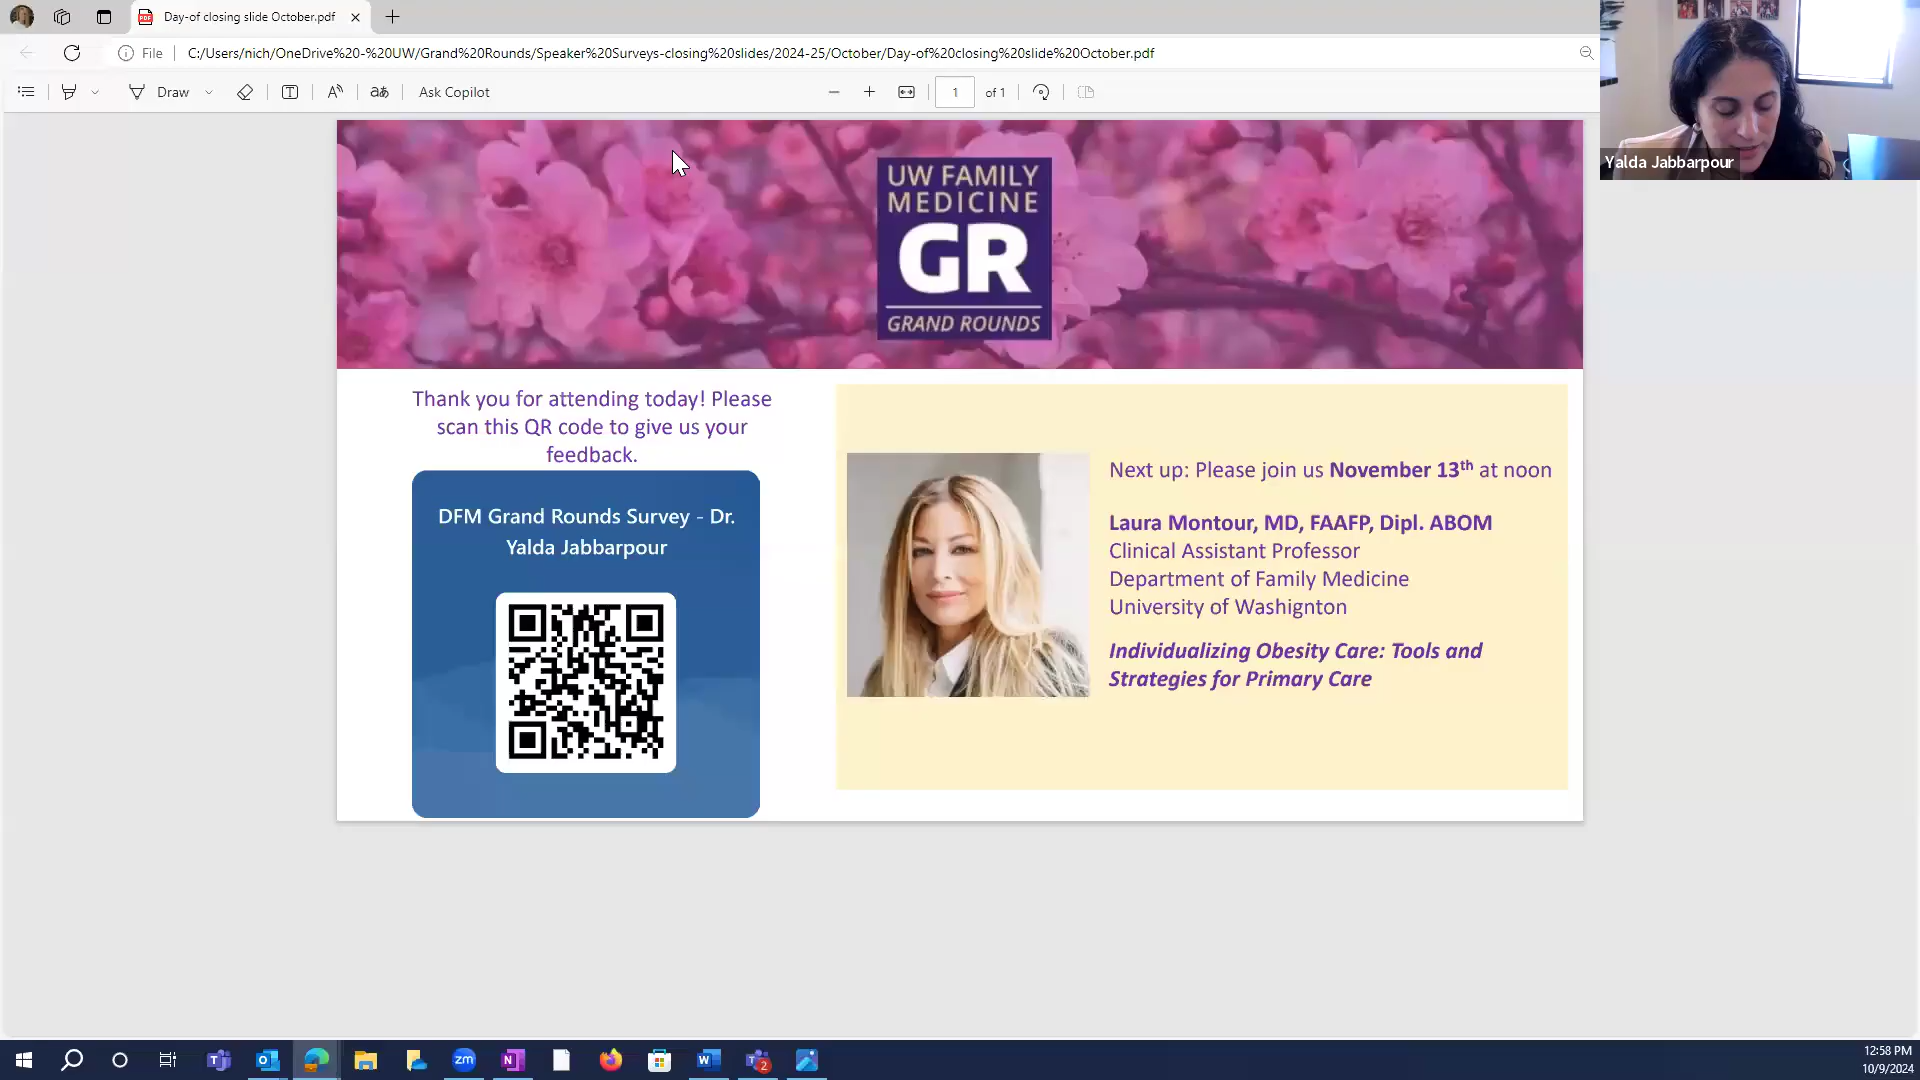 Day-of closing slide October.pdf
File
C:/Users/nich/OneDrive%20-%20UW/Grand%20Rounds/Speaker%20Surveys-closing%20slides/2024-25/October/Day-of%20closing%20slide%20October.pdf
Draw
Ask Copilot
1 of 1
Yalda Jabbarpour
UW FAMILY
MEDICINE
GR
GRAND ROUNDS
Thank you for attending today! Please
scan this QR code to give us your
feedback.
DFM Grand Rounds Survey - Dr.
Yalda Jabbarpour
Next up: Please join us November 13th at noon
Laura Montour, MD, FAAFP, Dipl. ABOM
Clinical Assistant Professor
Department of Family Medicine
University of Washignton
Individualizing Obesity Care: Tools and
Strategies for Primary Care
12:58 PM
10/9/2024